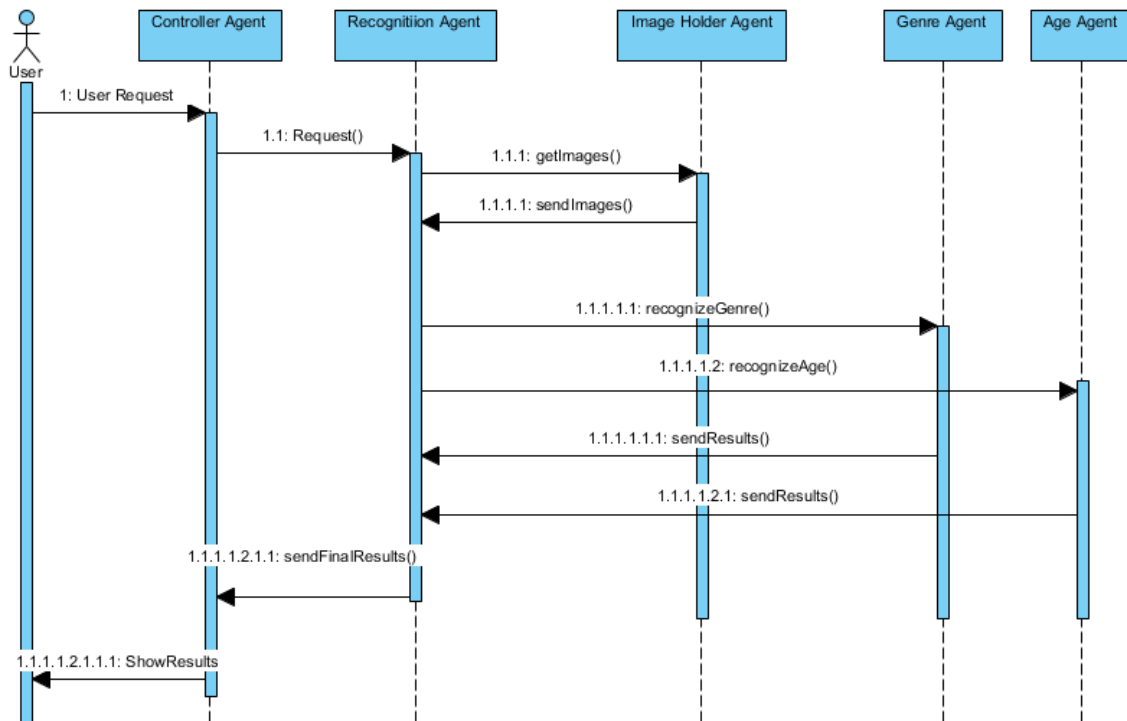 Controller Agent
Recognitiion Agent
Image Holder Agent
Genre Agent
Age Agent
User
1: User Request
1.1: Request()
1.1.1: getImages()
1.1.1.1: sendImages()
1.1.1.1.1: recognizeGenre()
1.1.1.1.2: recognizeAge()
1.1.1.1.1.1: sendResults()
1.1.1.1.2.1: sendResults()
1.1.1.1.2.1.1: sendFinalResults()
1.1.1.1.2.1.1.1: ShowResults